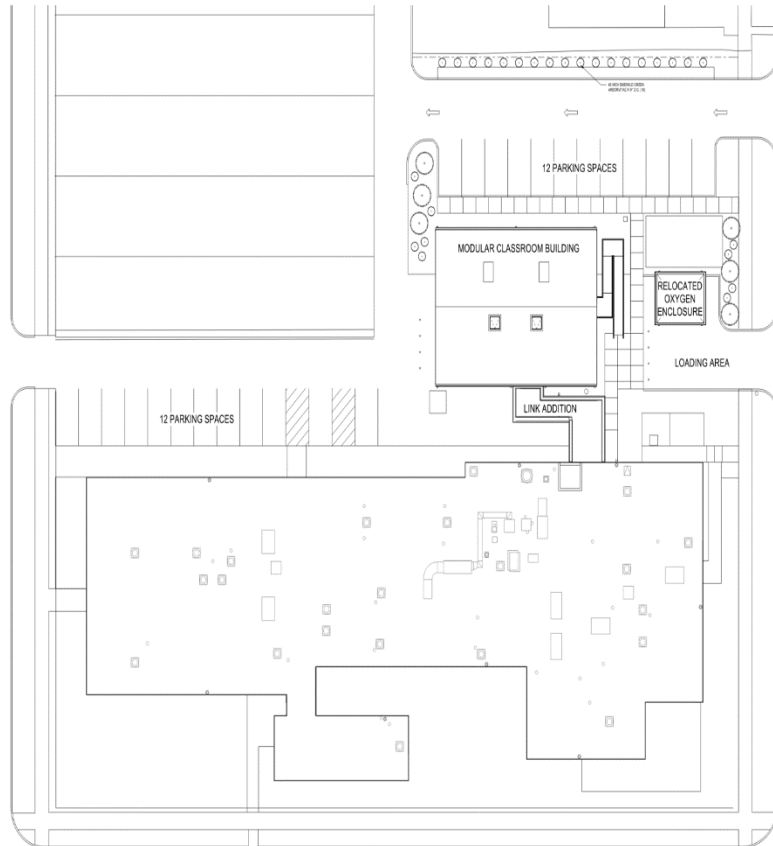 12 PARKING SPACES
MODULAR CLASSROOM BUILDING
RELOCATED
OXYGEN
ENCLOSURE
LOADING AREA
12 PARKING SPACES
LINK ADDITION